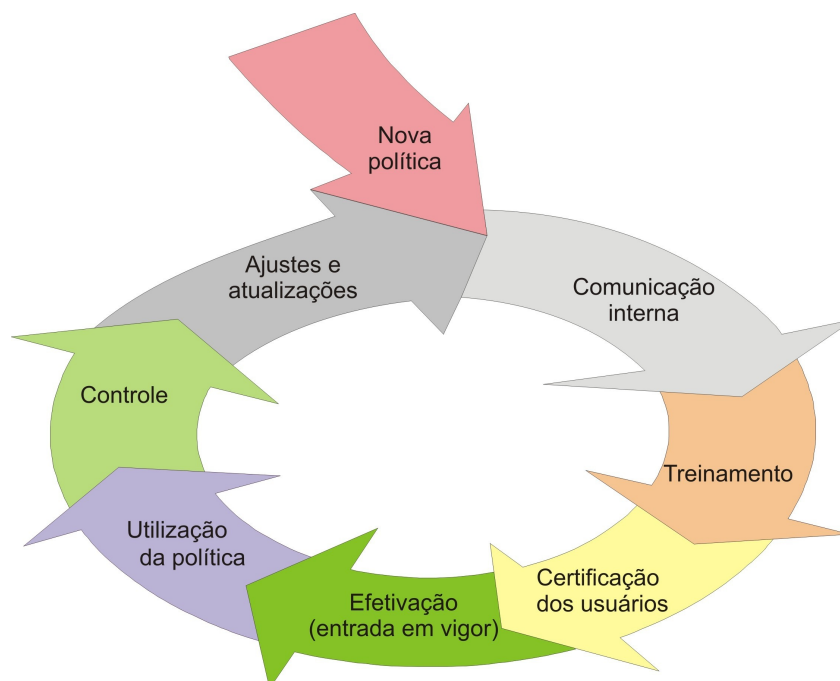 Nova
política
Comunicação
interna
Treinamento
Certificação
dos usuários
Efetivação
(entrada em vigor)
Utilização
da política
Controle
Ajustes e
atualizações